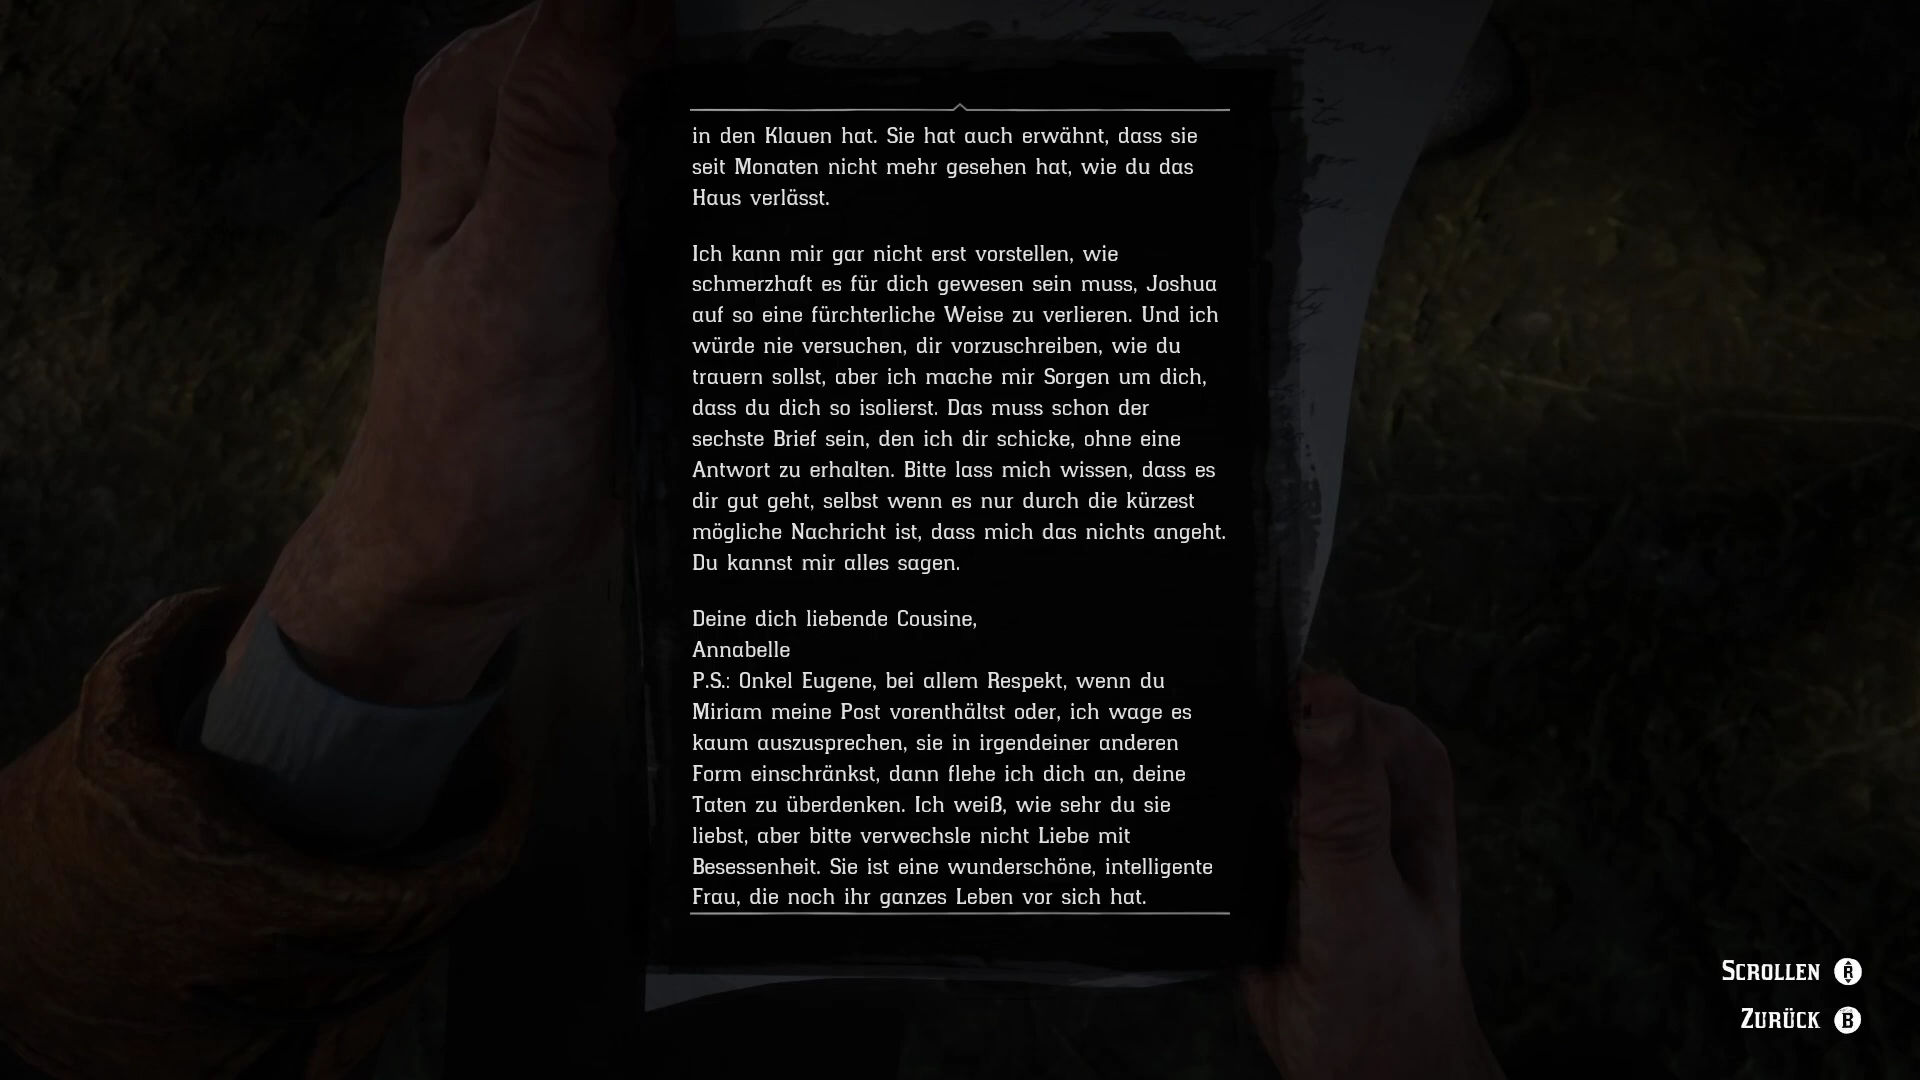 in den Klauen hat. Sie hat auch erwähnt, dass sie
seit Monaten nicht mehr gesehen hat, wie du das
Haus verlässt.
Ich kann mir gar nicht erst vorstellen, wie
schmerzhaft es für dich gewesen sein muss, Joshua
auf so eine fürchterliche Weise zu verlieren. Und ich
würde nie versuchen, dir vorzuschreiben, wie du
trauern sollst, aber ich mache mir Sorgen um dich,
dass du dich so isolierst. Das muss schon der
sechste Brief sein, den ich dir schicke, ohne eine
Antwort zu erhalten. Bitte lass mich wissen, dass es
dir gut geht, selbst wenn es nur durch die kürzest
mögliche Nachricht ist, dass mich das nichts angeht.
Du kannst mir alles sagen.
Deine dich liebende Cousine,
Annabelle
P.S.: Onkel Eugene, bei allem Respekt, wenn du
Miriam meine Post vorenthältst oder, ich wage es
kaum auszusprechen, sie in irgendeiner anderen
Form einschränkst, dann flehe ich dich an, deine
Taten zu überdenken. Ich weiß, wie sehr du sie
liebst, aber bitte verwechsle nicht Liebe mit
Besessenheit. Sie ist eine wunderschöne, intelligente
Frau, die noch ihr ganzes Leben vor sich hat.
SCROLLEN R
ZURÜCK B